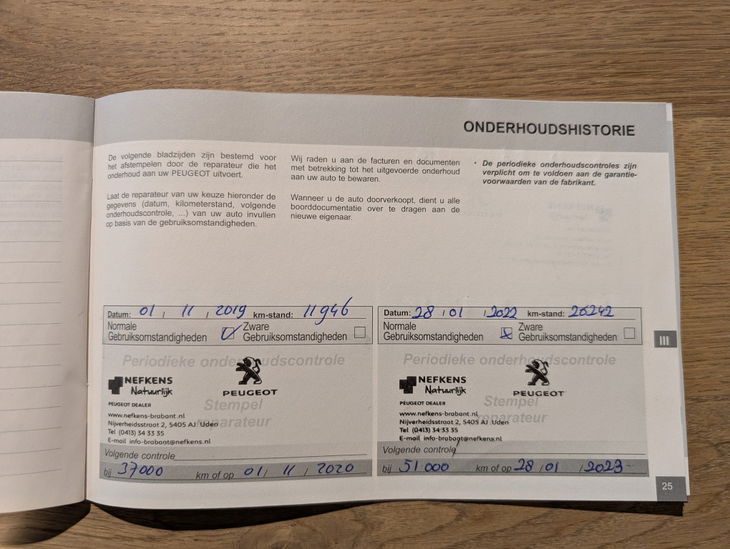 ONDERHOUDSHISTORIE
De volgende bladzijden zijn bestemd voor
het afstempelen door de reparateur die het
onderhoud aan uw PEUGEOT uitvoert.
Laat de reparateur van uw keuze hieronder de
gegevens (datum, kilometerstand, volgende
onderhoudscontrole, ...) van uw auto invullen
op basis van de gebruiksomstandigheden.
Wij raden u aan de facturen en documenten
met betrekking tot het uitgevoerde onderhoud
aan uw auto te bewaren.
Wanneer u de auto doorverkoopt, dient u alle
boorddocumentatie over te dragen aan de
nieuwe eigenaar.
• De periodieke onderhoudscontroles zijn
verplicht om te voldoen aan de garantie-
voorwaarden van de fabrikant.
Datum: 01 / 11 / 2019 km-stand: 11946
Normale
Gebruiksomstandigheden
Zware
Gebruiksomstandigheden
Periodieke onderhoudscontrole
NEFKENS
Natuurlijk
PEUGEOT
PEUGEOT DEALER
Stempel
reparateur
www.nefkens-brabant.nl
Nijverheidsstraat 2, 5405 AJ Uden
Tel (0413) 34 33 35
E-mail info-brabant@nefkens.nl
Volgende controle
bij 37000 km of op 01 / 11 / 2020
Datum: 28 / 01 / 2022 km-stand: 26242
Normale
Gebruiksomstandigheden
Zware
Gebruiksomstandigheden
Periodieke onderhoudscontrole
NEFKENS
Natuurlijk
PEUGEOT
PEUGEOT DEALER
Stempel
reparateur
www.nefkens-brabant.nl
Nijverheidsstraat 2, 5405 AJ Uden
Tel (0413) 34 33 35
E-mail info-brabant@nefkens.nl
Volgende controle
bij 51000 km of op 28 / 01 / 2023
III
25